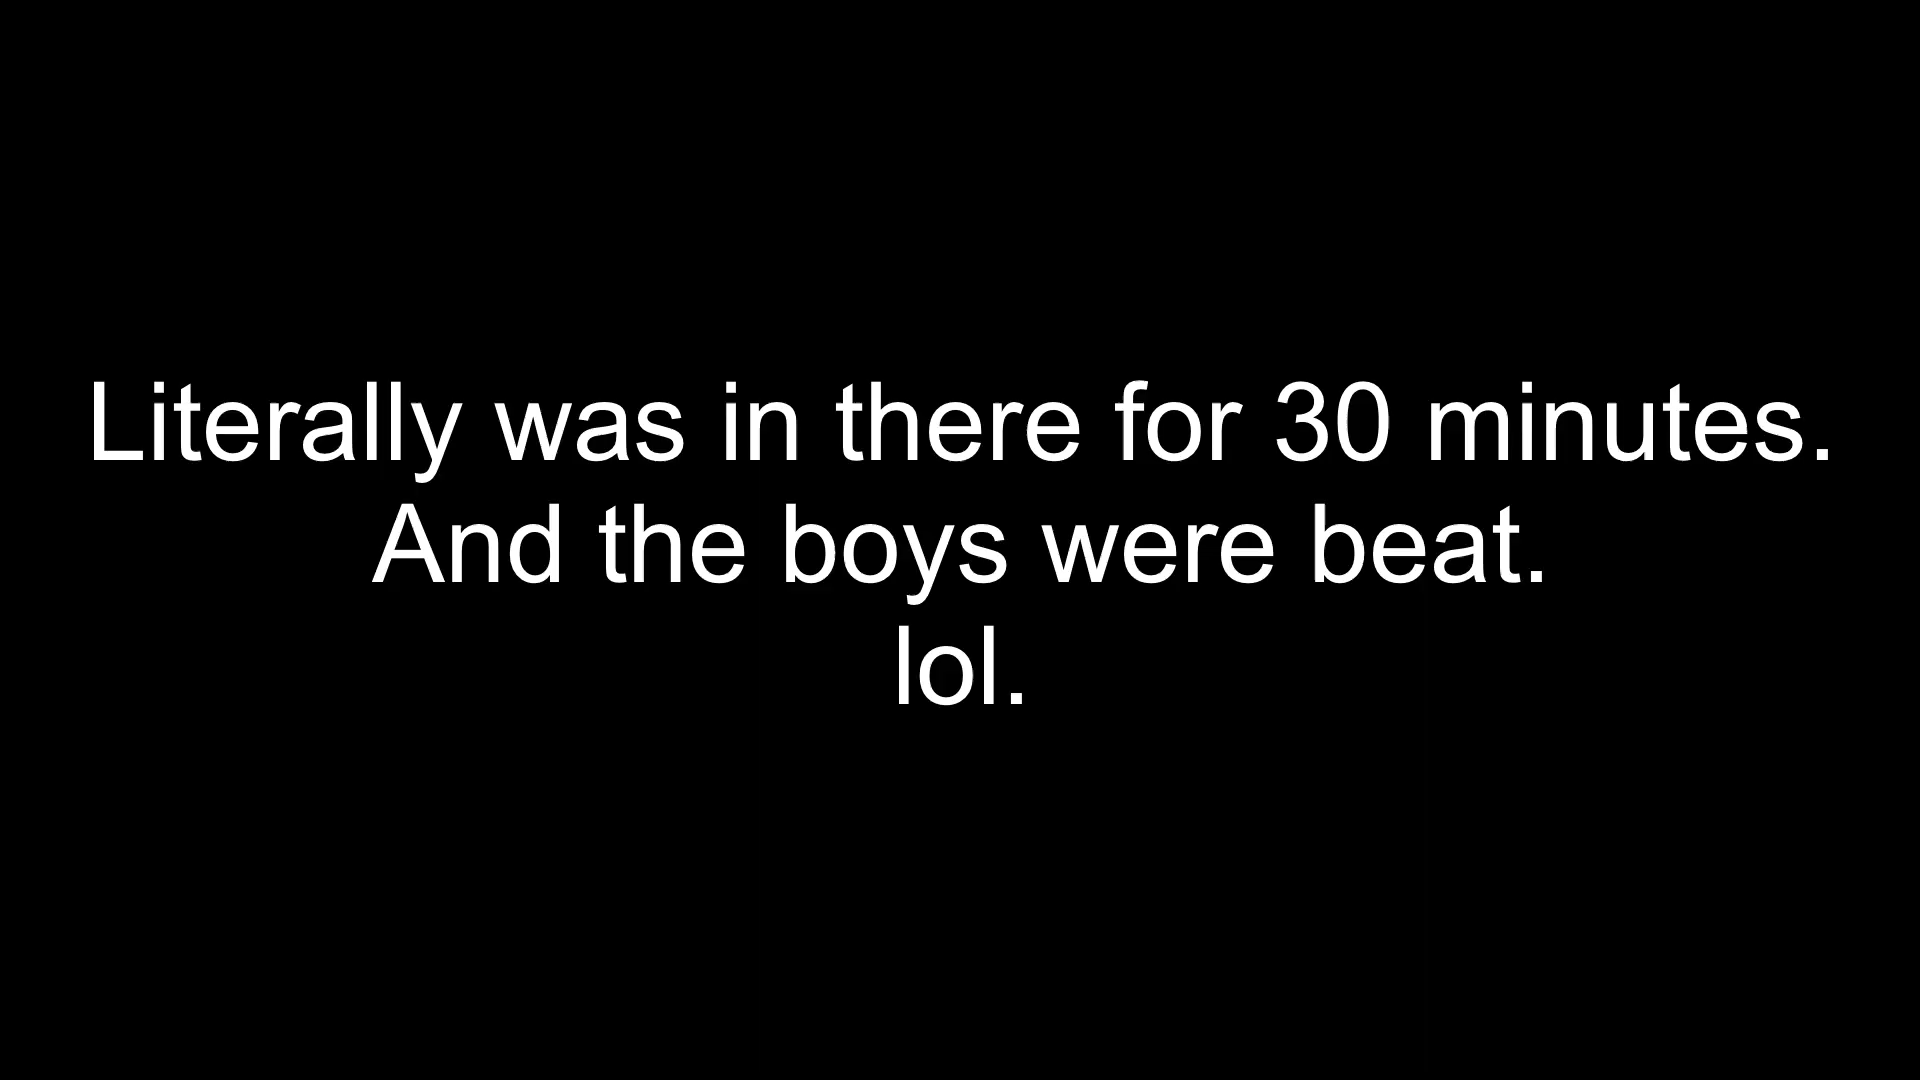 Literally was in there for 30 minutes.
And the boys were beat.
lol.